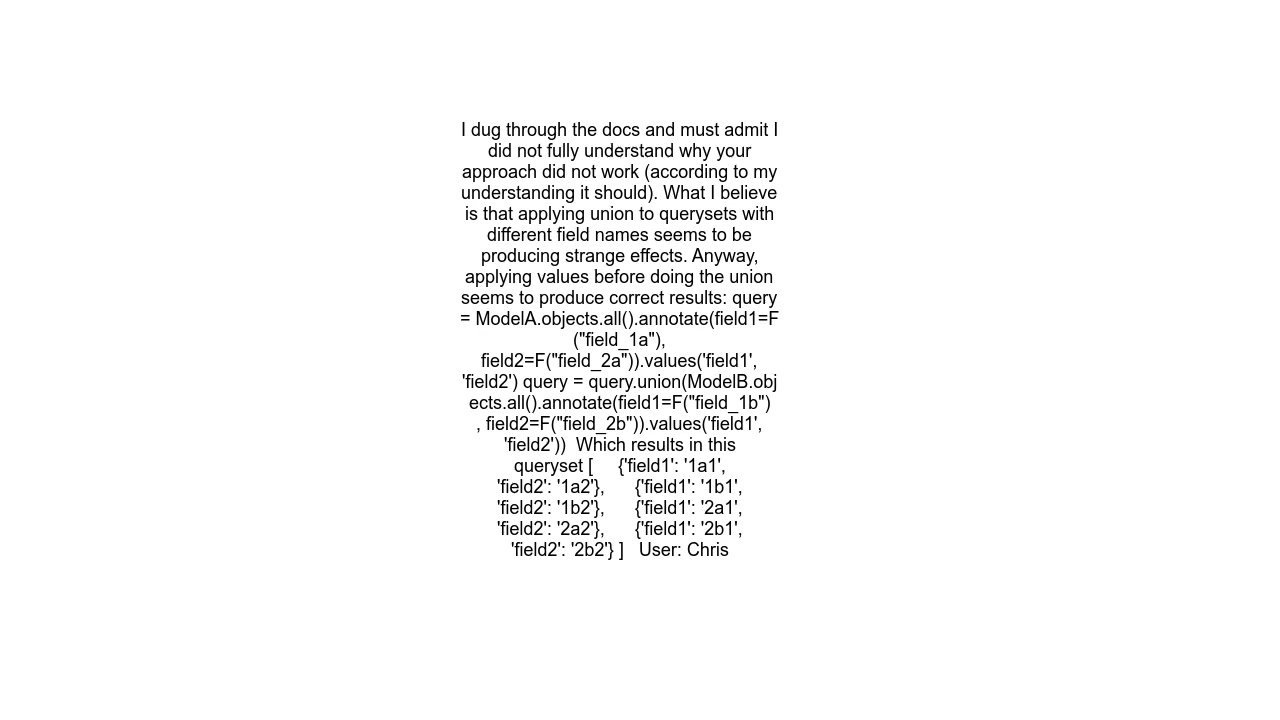 I dug through the docs and must admit I
did not fully understand why your
approach did not work (according to my
understanding it should). What I believe
is that applying union to querysets with
different field names seems to be
producing strange effects. Anyway,
applying values before doing the union
seems to produce correct results: query
= ModelA.objects.all().annotate(field1=F
("field_1a"),
field2=F("field_2a")).values('field1',
'field2') query = query.union(ModelB.obj
ects.all().annotate(field1=F("field_1b")
, field2=F("field_2b")).values('field1',
'field2'))  Which results in this
queryset [     {'field1': '1a1',
'field2': '1a2'},      {'field1': '1b1',
'field2': '1b2'},      {'field1': '2a1',
'field2': '2a2'},      {'field1': '2b1',
'field2': '2b2'} ]   User: Chris